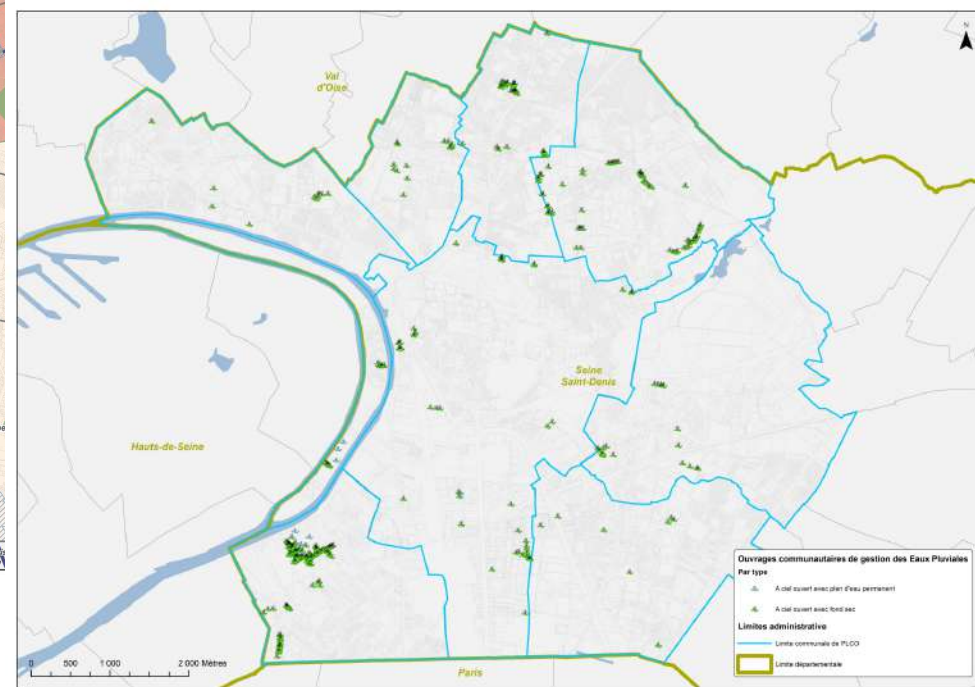 N
Val
d'Oise
Seine
Saint-Denis
Hauts-de-Seine
Ouvrages communautaires de gestion des Eaux Pluviales
Par type
A ciel ouvert avec plan d'eau permanent
A ciel ouvert avec fond sec
Limites administrative
Limite communale de PLCO
Limite départementale
0 500 1 000 2 000 Mètres
Paris